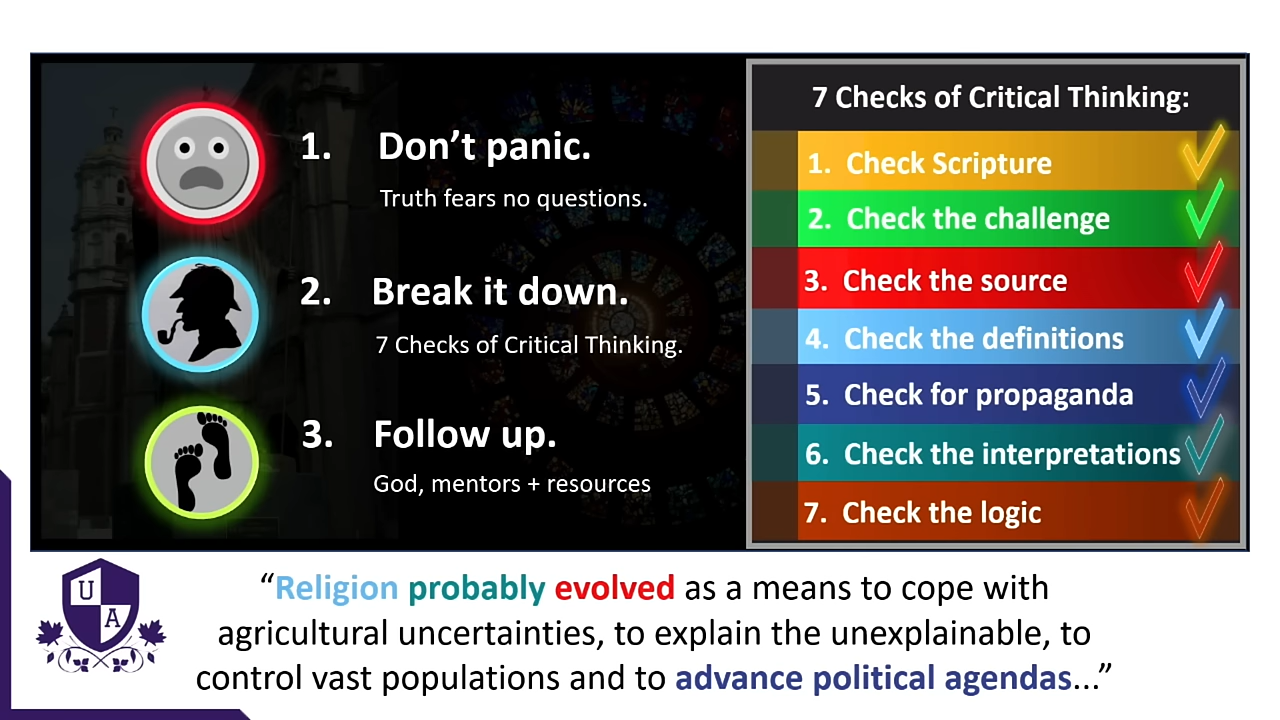 1. Don’t panic.
Truth fears no questions.
2. Break it down.
7 Checks of Critical Thinking.
3. Follow up.
God, mentors + resources
7 Checks of Critical Thinking:
1. Check Scripture
2. Check the challenge
3. Check the source
4. Check the definitions
5. Check for propaganda
6. Check the interpretations
7. Check the logic
U
A
“Religion probably evolved as a means to cope with
agricultural uncertainties, to explain the unexplainable, to
control vast populations and to advance political agendas...”